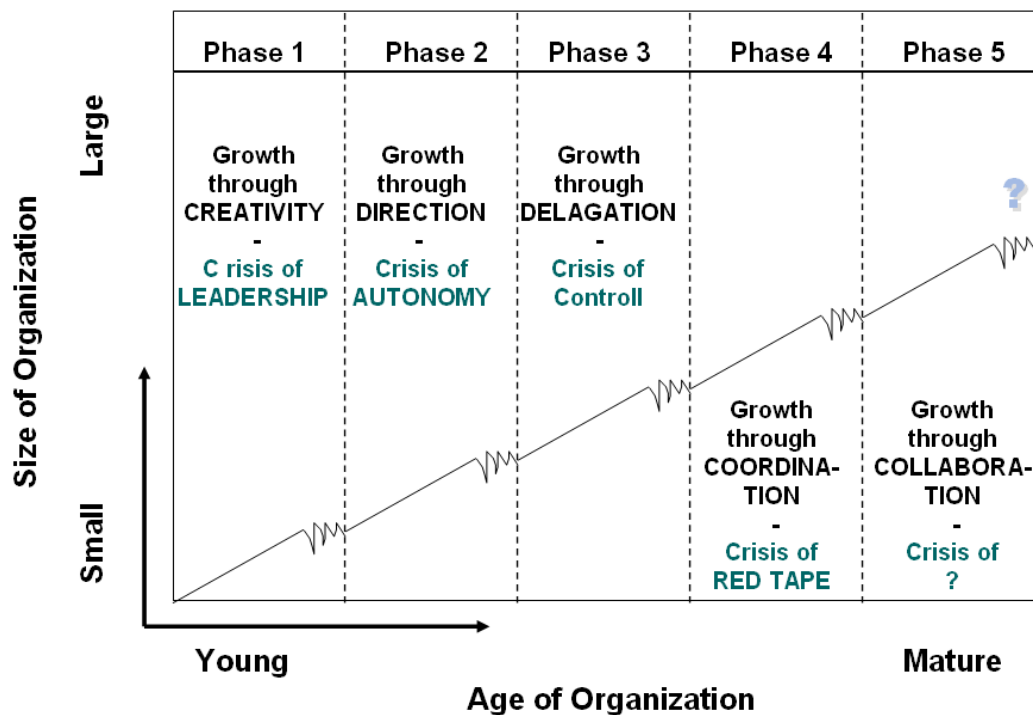 Phase 1
Phase 2
Phase 3
Phase 4
Phase 5
Large
Size of Organization
Small
Growth
through
CREATIVITY
-
C risis of
LEADERSHIP
Growth
through
DIRECTION
-
Crisis of
AUTONOMY
Growth
through
DELAGATION
-
Crisis of
Controll
Growth
through
COORDINA-
TION
-
Crisis of
RED TAPE
?
Growth
through
COLLABORA-
TION
-
Crisis of
?
Young
Mature
Age of Organization